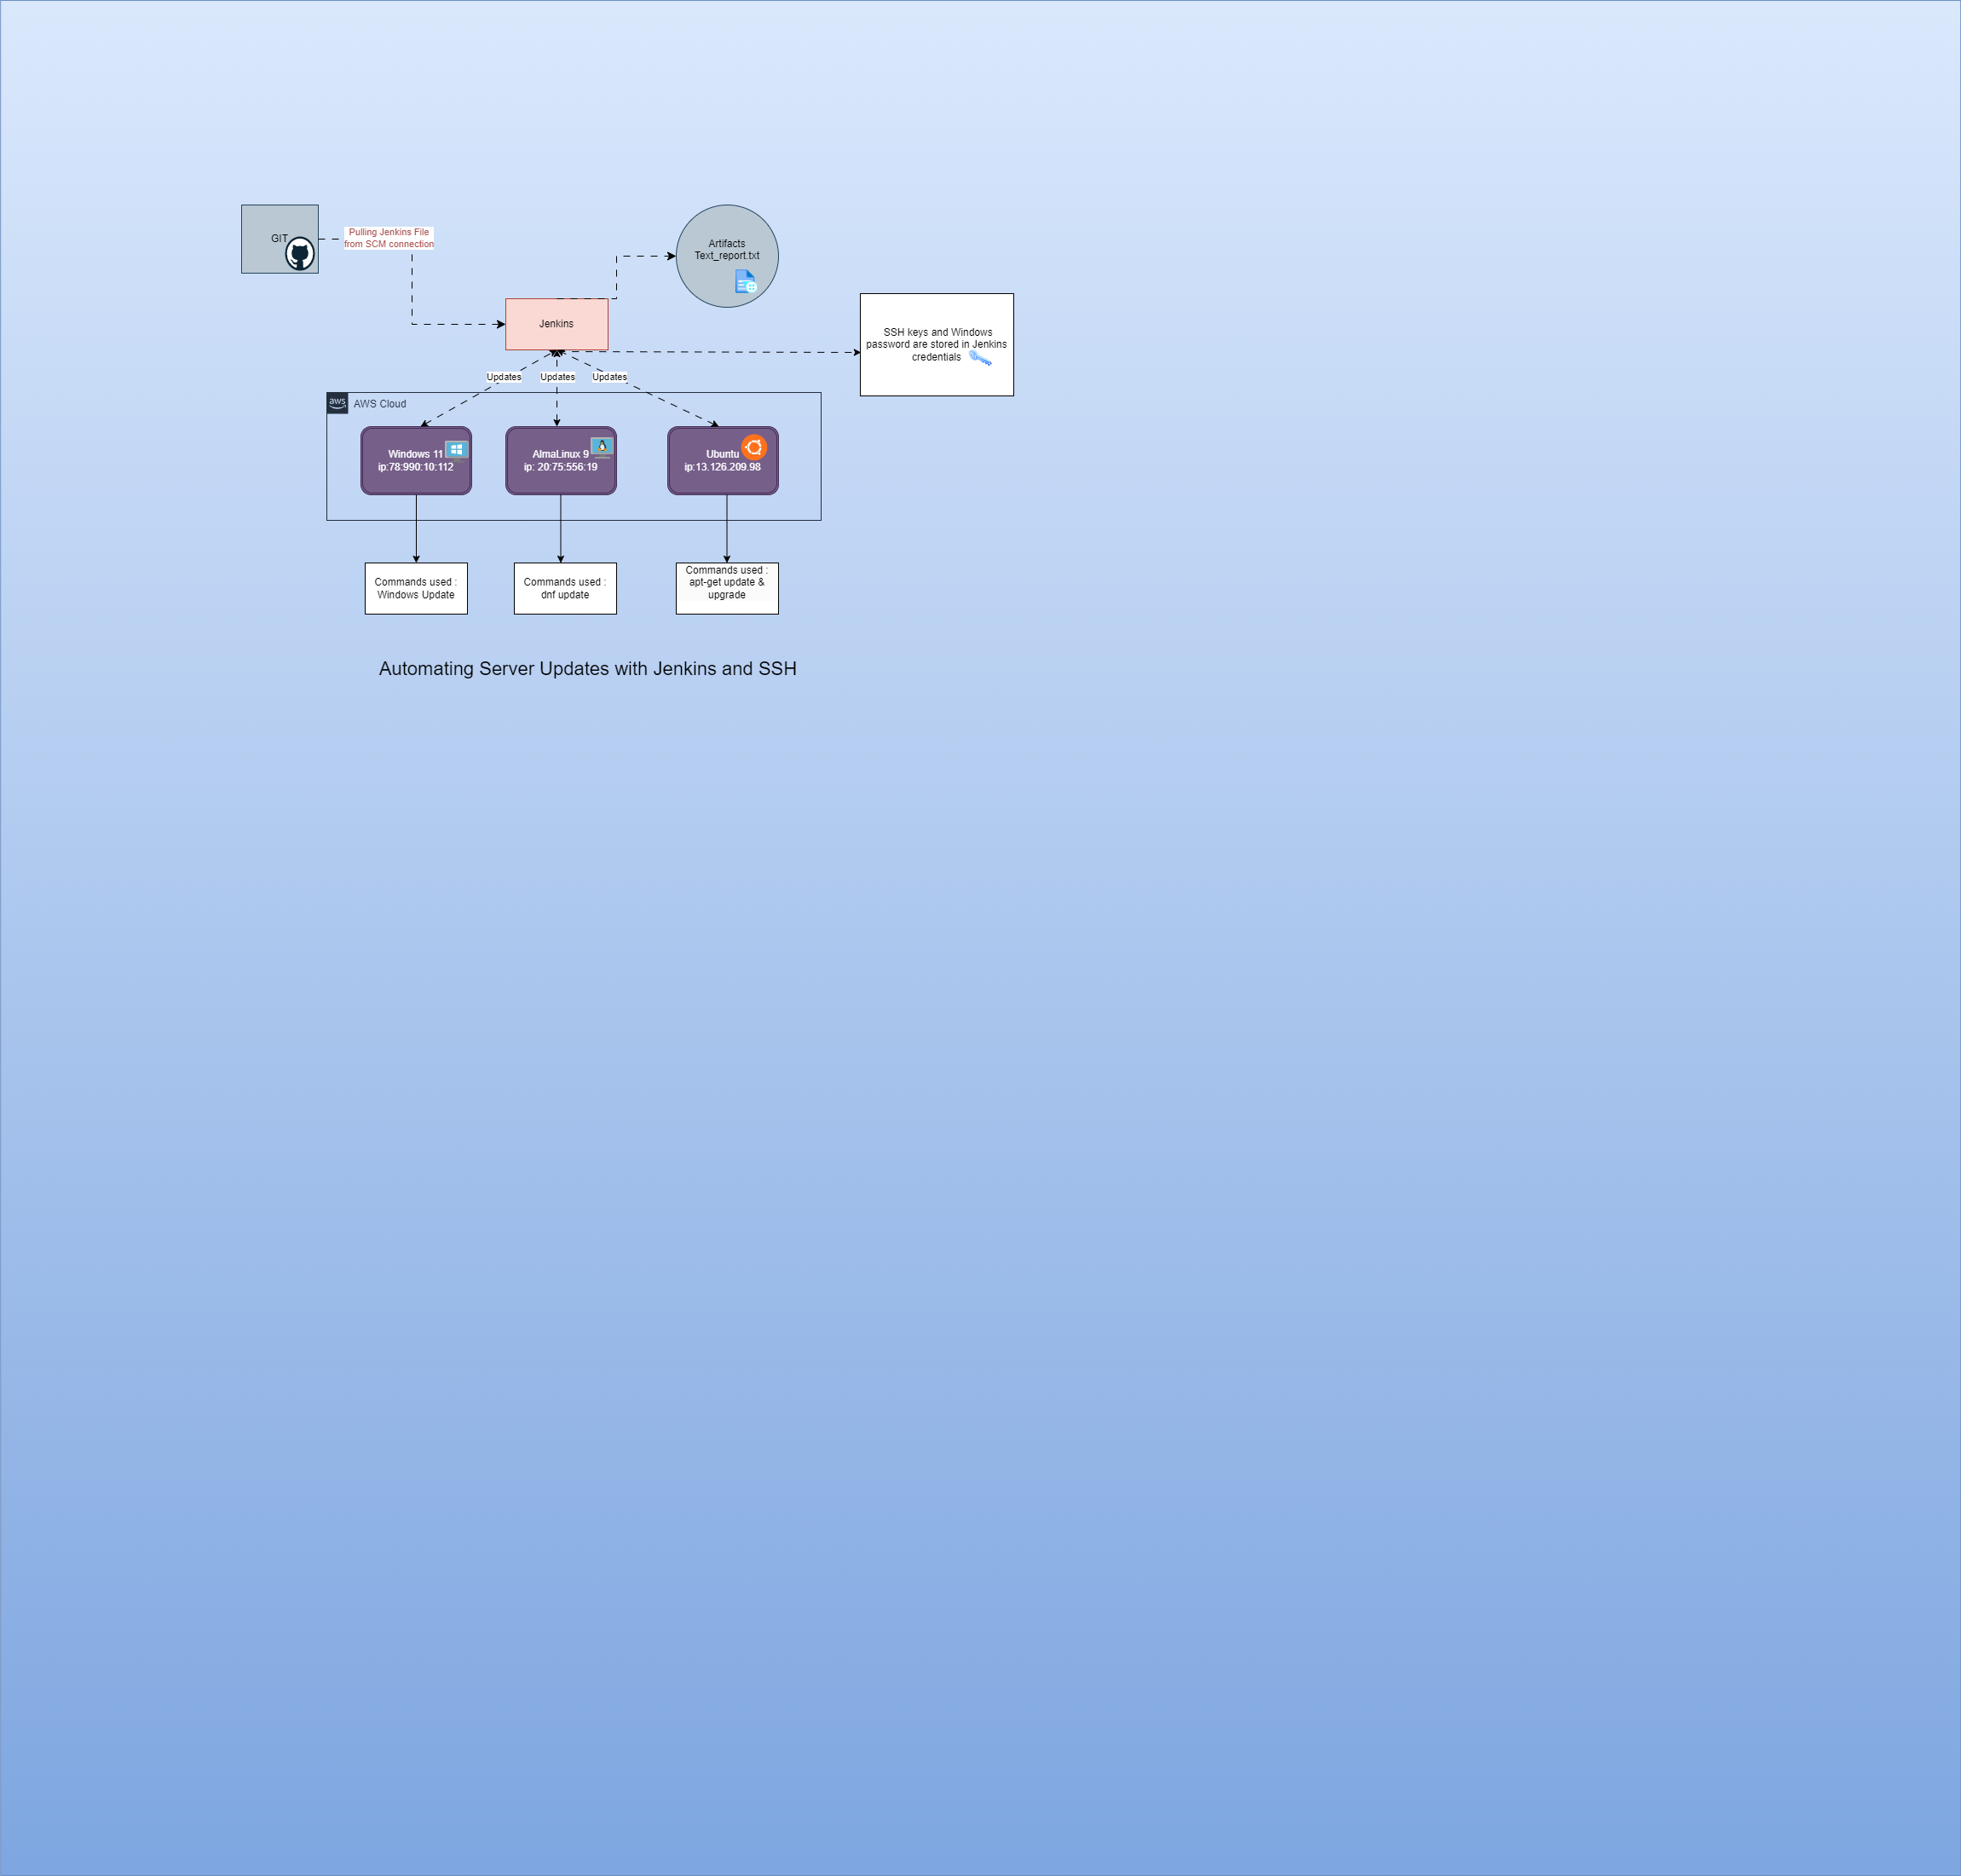 GIT
Pulling Jenkins File
from SCM connection
Artifacts
Text_report.txt
Jenkins
SSH keys and Windows
password are stored in Jenkins
credentials
Updates
Updates
Updates
aws
AWS Cloud
Windows 11
ip:78:990:10:112
AlmaLinux 9
ip: 20:75:556:19
Ubuntu
ip:13.126.209.98
Commands used :
Windows Update
Commands used :
dnf update
Commands used :
apt-get update &
upgrade
Automating Server Updates with Jenkins and SSH